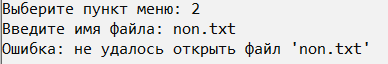 Выберите пункт меню: 2
Введите имя файла: non.txt
Ошибка: не удалось открыть файл 'non.txt'